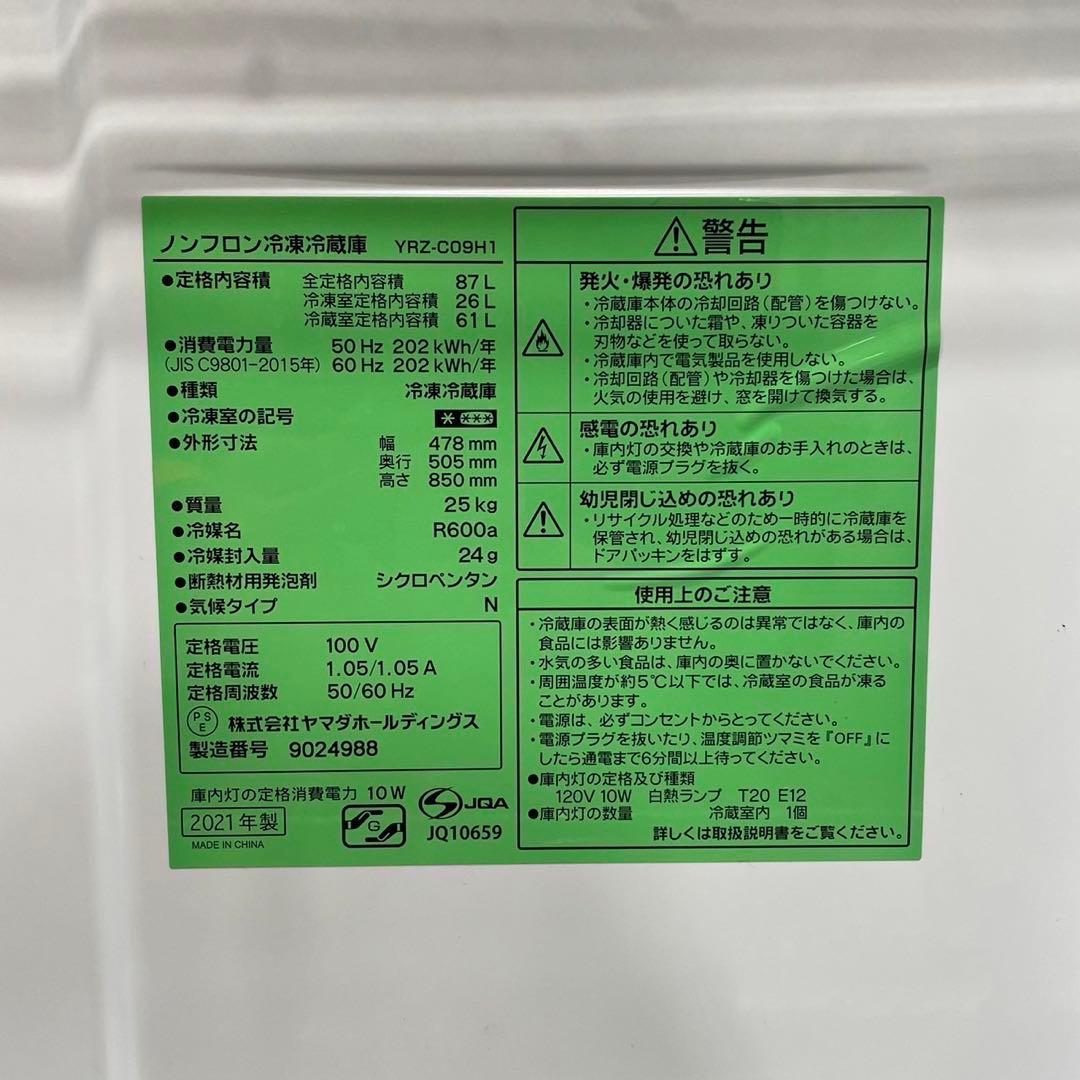 ノンフロン冷凍冷蔵庫 YRZ-C09H1
●定格内容積 全定格内容積 87 L
冷凍室定格内容積 26 L
冷蔵室定格内容積 61 L
●消費電力量 50 Hz 202 kWh/年
(JIS C9801-2015年) 60 Hz 202 kWh/年
●種類 冷凍冷蔵庫
●冷凍室の記号 * ***
●外形寸法 幅 478 mm
奥行 505 mm
高さ 850 mm
●質量 25 kg
●冷媒名 R600a
●冷媒封入量 24 g
●断熱材用発泡剤 シクロペンタン
●気候タイプ N
定格電圧 100 V
定格電流 1.05/1.05 A
定格周波数 50/60 Hz
PSE 株式会社ヤマダホールディングス
製造番号 9024988
庫内灯の定格消費電力 10 W
2021年製
MADE IN CHINA
G
JQA
JQ10659
警告
発火・爆発の恐れあり
・冷蔵庫本体の冷却回路(配管)を傷つけない。
・冷却器についた霜や、凍りついた容器を
刃物などを使って取らない。
・冷蔵庫内で電気製品を使用しない。
・冷却回路(配管)や冷却器を傷つけた場合は、
火気の使用を避け、窓を開けて換気する。
感電の恐れあり
・庫内灯の交換や冷蔵庫のお手入れのときは、
必ず電源プラグを抜く。
幼児閉じ込めの恐れあり
・リサイクル処理などのため一時的に冷蔵庫を
保管され、幼児閉じ込めの恐れがある場合は、
ドアパッキンをはずす。
使用上のご注意
・冷蔵庫の表面が熱く感じるのは異常ではなく、庫内の
食品には影響ありません。
・水気の多い食品は、庫内の奥に置かないでください。
・周囲温度が約5℃以下では、冷蔵室の食品が凍る
ことがあります。
・電源は、必ずコンセントからとってください。
・電源プラグを抜いたり、温度調節ツマミを『OFF』に
したら通電まで6分間以上待ってください。
●庫内灯の定格及び種類
120V 10W 白熱ランプ T20 E12
●庫内灯の数量 冷蔵室内 1個
詳しくは取扱説明書をご覧ください。